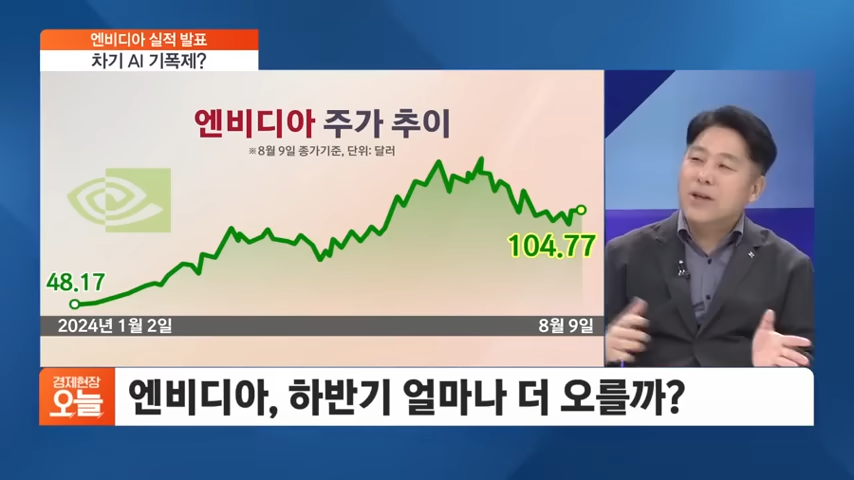 엔비디아 실적 발표
차기 AI 기폭제?
엔비디아 주가 추이
※8월 9일 종가기준, 단위: 달러
48.17
104.77
2024년 1월 2일
8월 9일
경제현장
오늘
엔비디아, 하반기 얼마나 더 오를까?